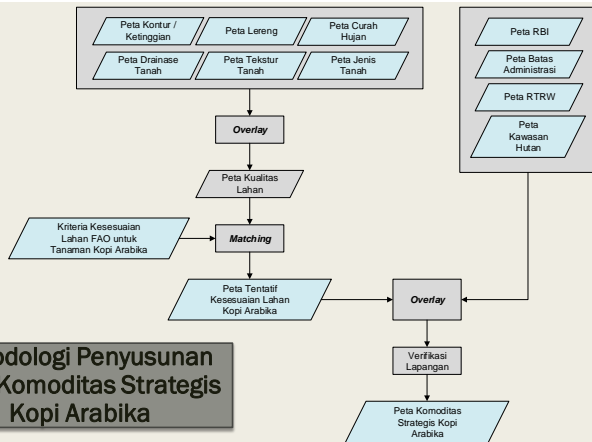 Peta Kontur /
Ketinggian
Peta Lereng
Peta Curah
Hujan
Peta Drainase
Tanah
Peta Tekstur
Tanah
Peta Jenis
Tanah
Peta RBI
Peta Batas
Administrasi
Peta RTRW
Peta
Kawasan
Hutan
Overlay
Peta Kualitas
Lahan
Kriteria Kesesuaian
Lahan FAO untuk
Tanaman Kopi Arabika
Matching
Peta Tentatif
Kesesuaian Lahan
Kopi Arabika
Overlay
Verifikasi
Lapangan
Peta Komoditas
Strategis Kopi
Arabika
odologi Penyusunan
Komoditas Strategis
Kopi Arabika